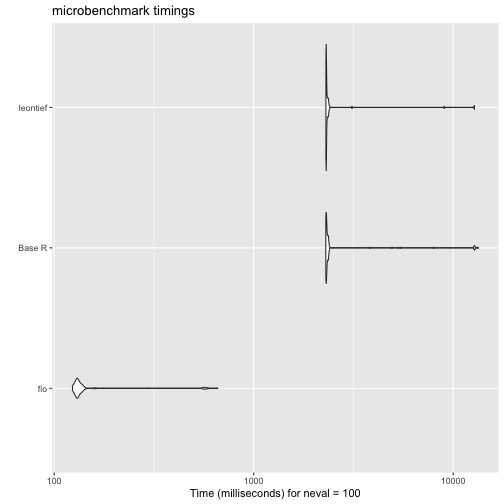 microbenchmark timings
leontief
Base R
fio
100
1000
10000
Time (milliseconds) for neval = 100